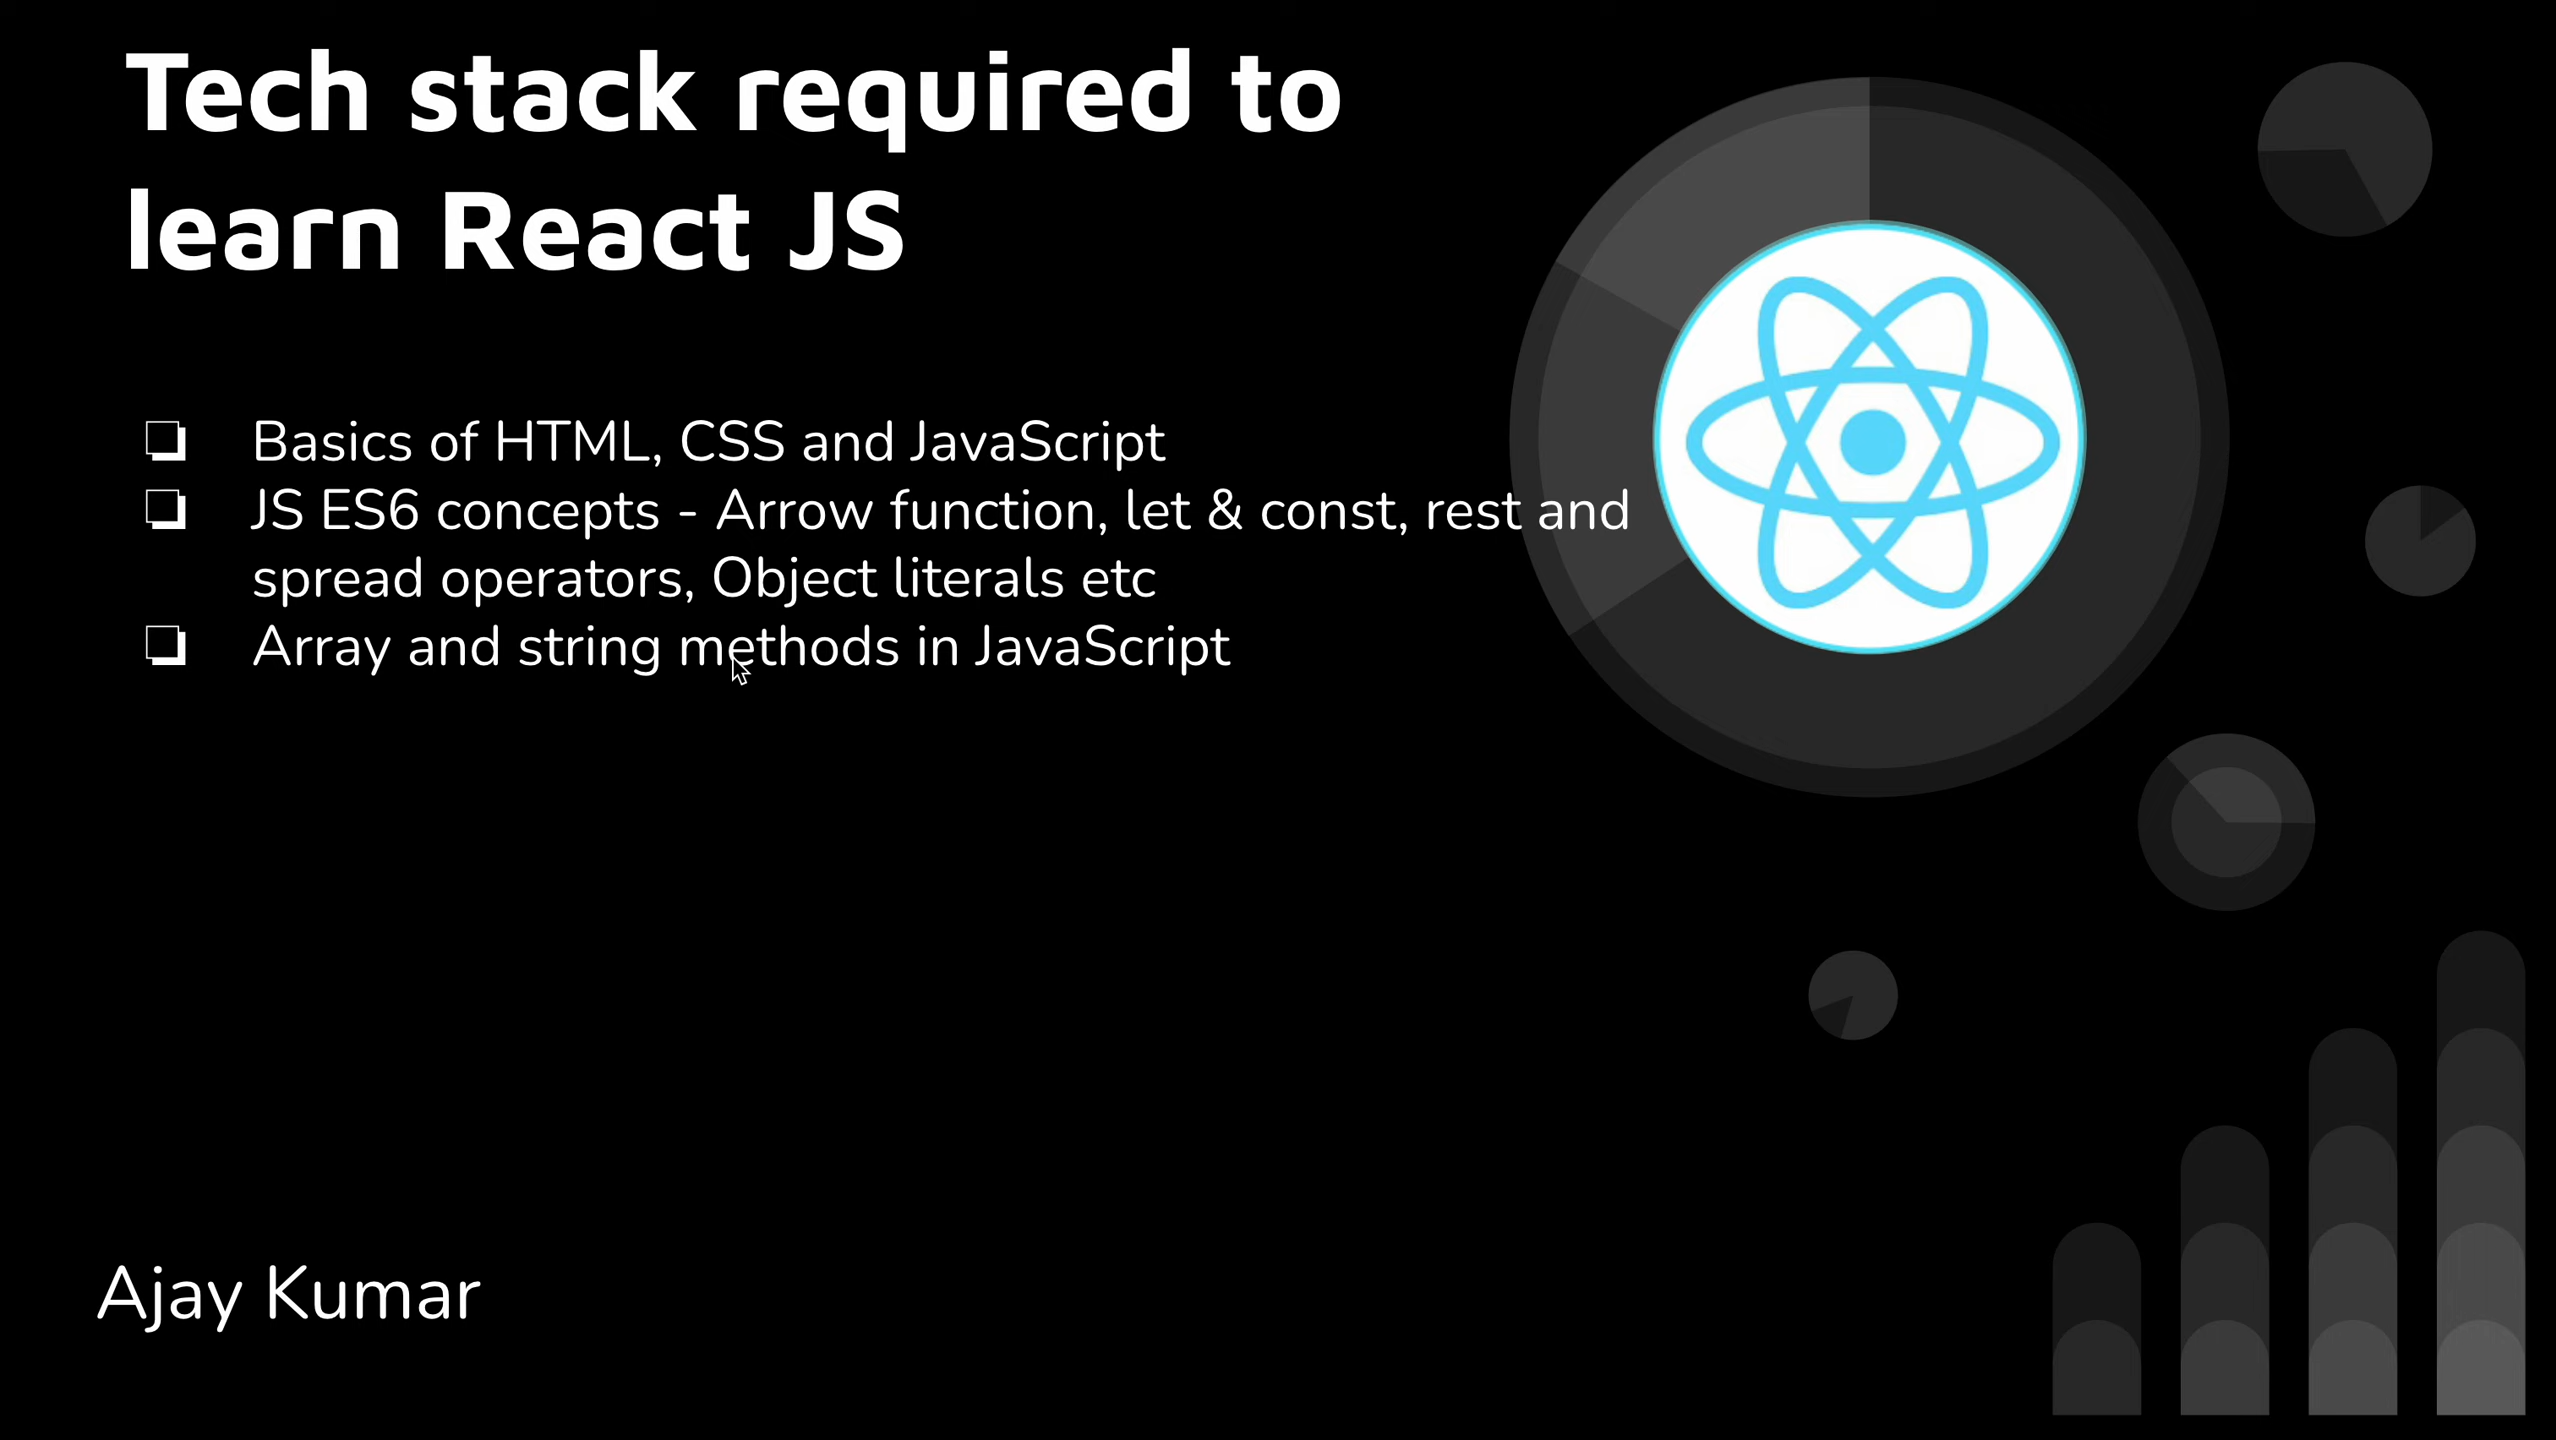 Tech stack required to
learn React JS
❏ Basics of HTML, CSS and JavaScript
❏ JS ES6 concepts - Arrow function, let & const, rest and
spread operators, Object literals etc
❏ Array and string methods in JavaScript
Ajay Kumar